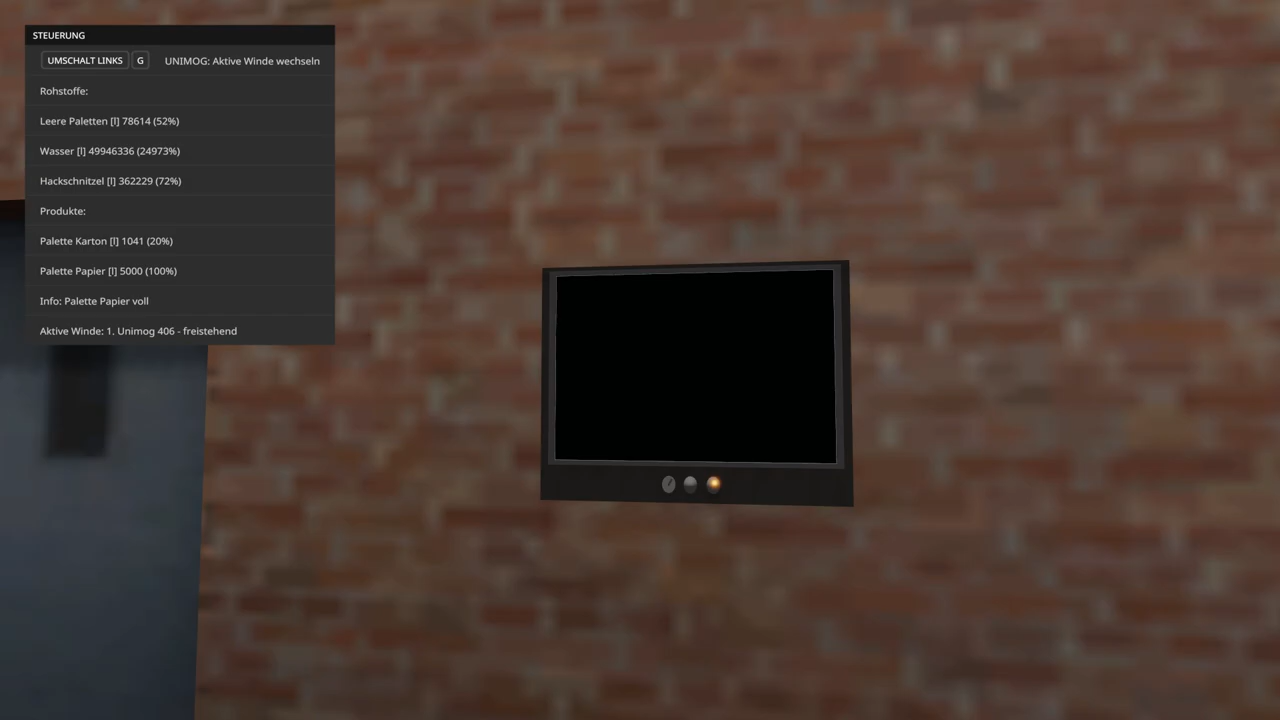 STEUERUNG
UMSCHALT LINKS G UNIMOG: Aktive Winde wechseln
Rohstoffe:
Leere Paletten [l] 78614 (52%)
Wasser [l] 49946336 (24973%)
Hackschnitzel [l] 362229 (72%)
Produkte:
Palette Karton [l] 1041 (20%)
Palette Papier [l] 5000 (100%)
Info: Palette Papier voll
Aktive Winde: 1. Unimog 406 - freistehend